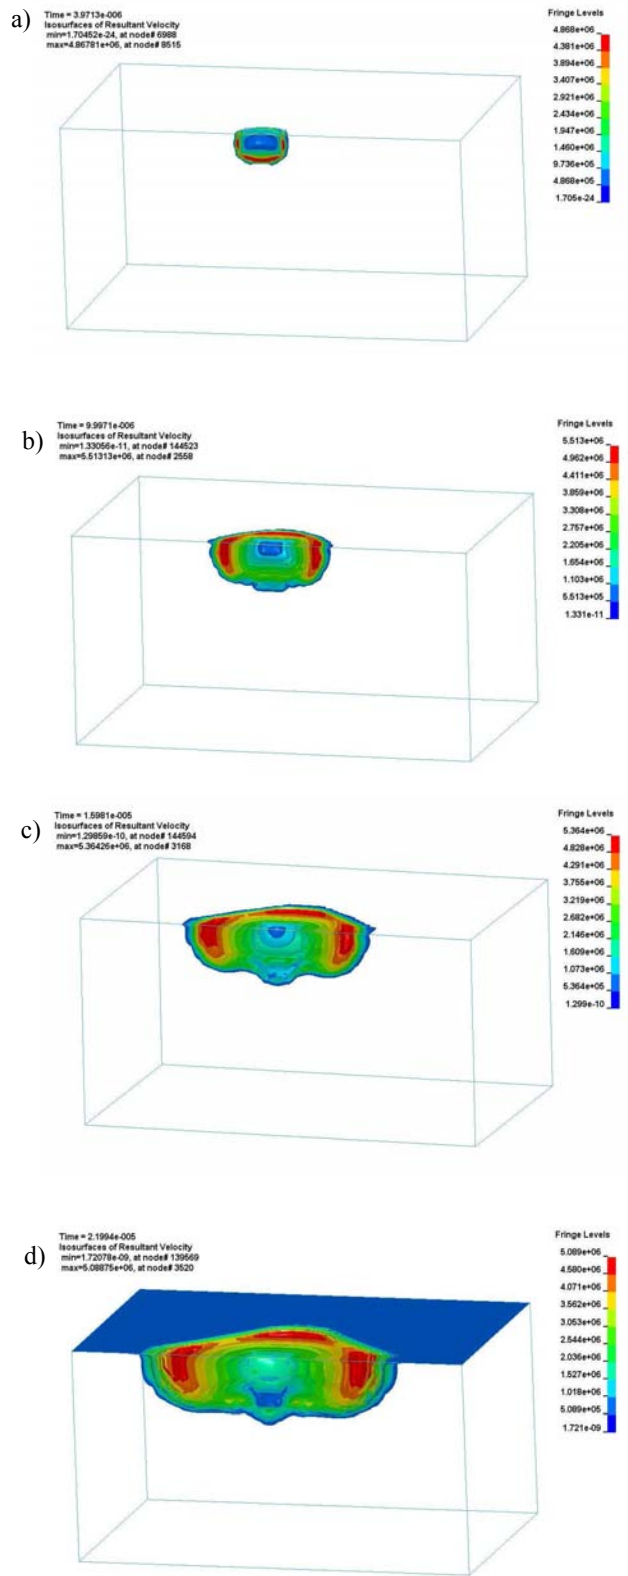 a)
Time = 3.9713e-006
Isosurfaces of Resultant Velocity
min=1.70452e-24, at node# 6988
max=4.86781e+06, at node# 8515
Fringe Levels
4.868e+06
4.381e+06
3.894e+06
3.407e+06
2.921e+06
2.434e+06
1.947e+06
1.460e+06
9.736e+05
4.868e+05
1.705e-24
b)
Time = 9.9971e-006
Isosurfaces of Resultant Velocity
min=1.33056e-11, at node# 144523
max=5.51313e+06, at node# 2558
Fringe Levels
5.513e+06
4.962e+06
4.411e+06
3.859e+06
3.308e+06
2.757e+06
2.205e+06
1.654e+06
1.103e+06
5.513e+05
1.331e-11
c)
Time = 1.5981e-005
Isosurfaces of Resultant Velocity
min=1.29859e-10, at node# 144594
max=5.36426e+06, at node# 3168
Fringe Levels
5.364e+06
4.828e+06
4.291e+06
3.755e+06
3.219e+06
2.682e+06
2.146e+06
1.609e+06
1.073e+06
5.364e+05
1.299e-10
d)
Time = 2.1994e-005
Isosurfaces of Resultant Velocity
min=1.72078e-09, at node# 139569
max=5.08875e+06, at node# 3520
Fringe Levels
5.089e+06
4.580e+06
4.071e+06
3.562e+06
3.053e+06
2.544e+06
2.036e+06
1.527e+06
1.018e+06
5.089e+05
1.721e-09